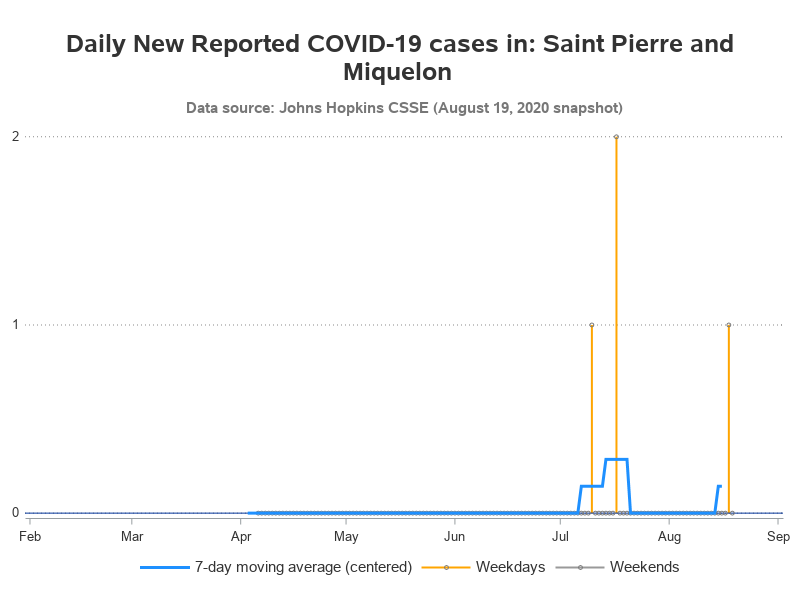 Daily New Reported COVID-19 cases in: Saint Pierre and
Miquelon
Data source: Johns Hopkins CSSE (August 19, 2020 snapshot)
2
1
0
Feb Mar Apr May Jun Jul Aug Sep
7-day moving average (centered) Weekdays Weekends